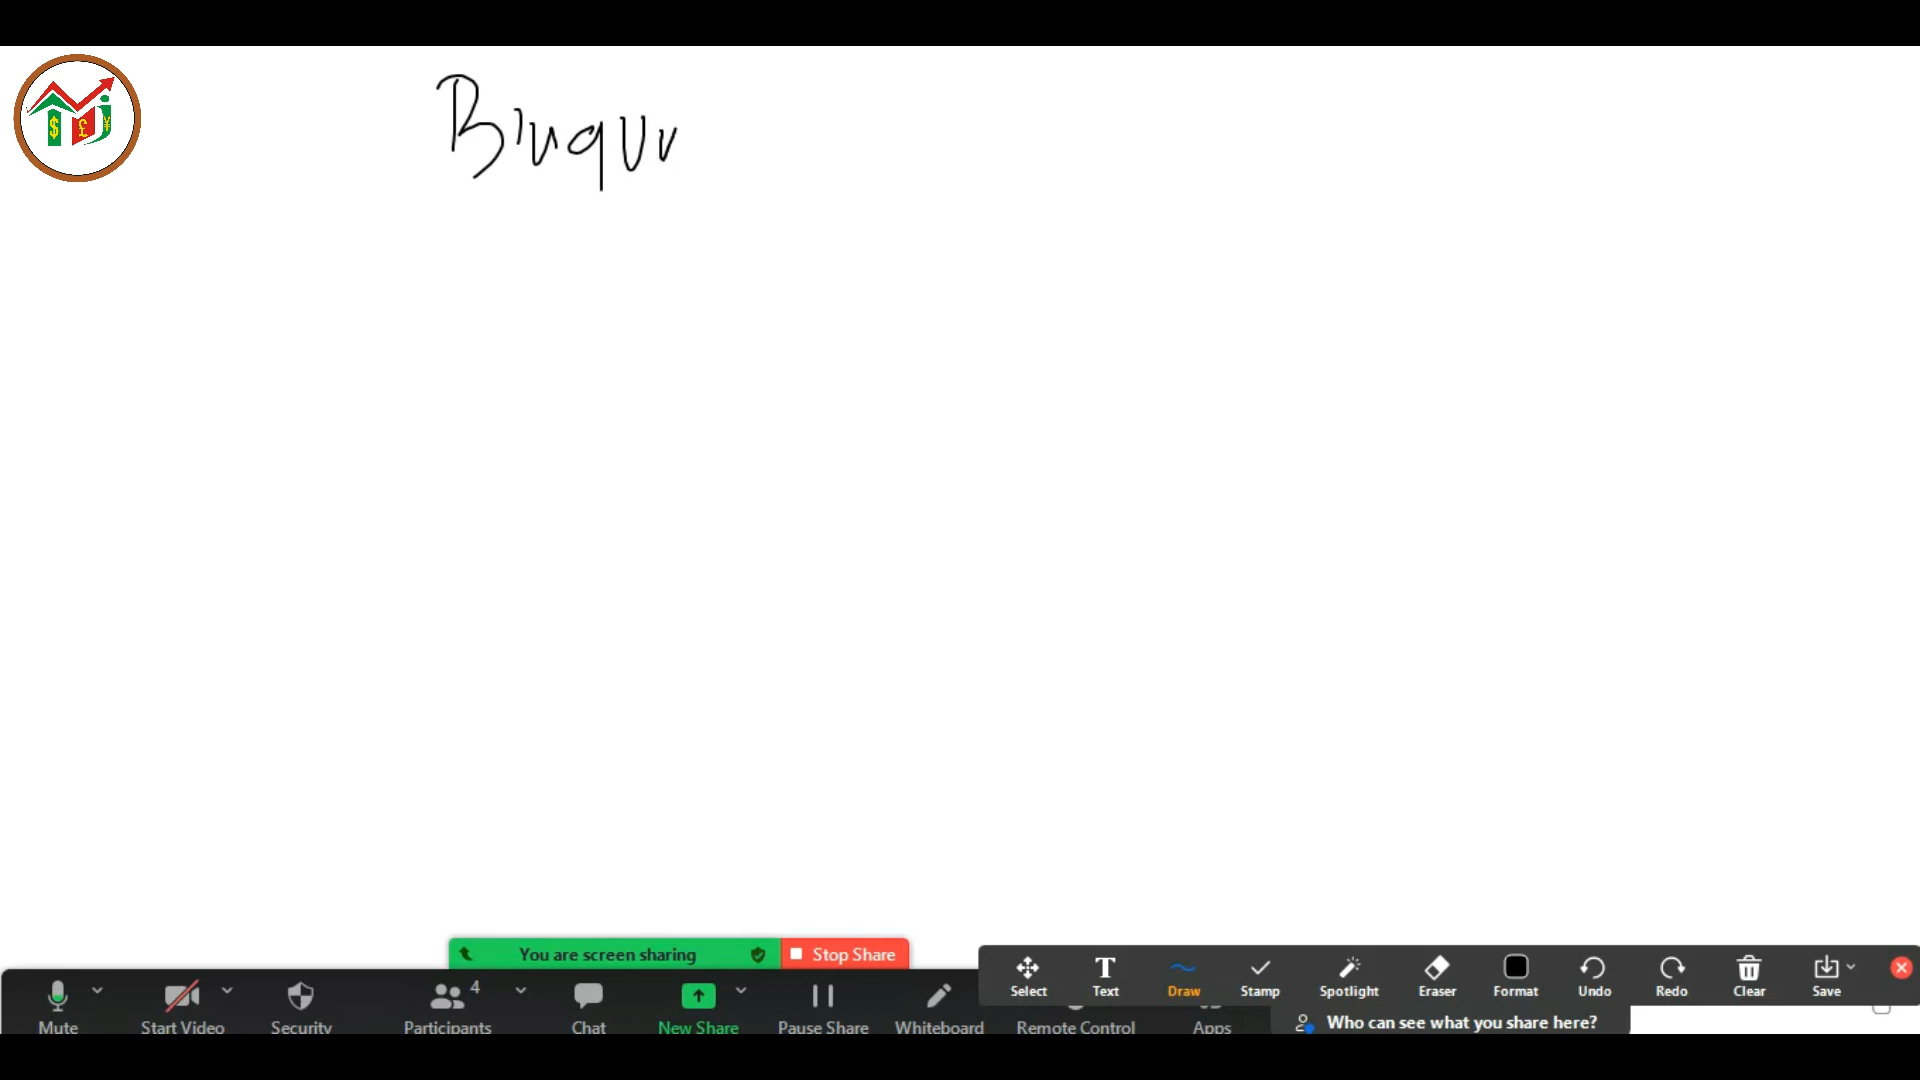 $ £ ¥
You are screen sharing
Stop Share
Select
Text
Draw
Stamp
Spotlight
Eraser
Format
Undo
Redo
Clear
Save
4
Mute
Start Video
Security
Participants
Chat
New Share
Pause Share
Whiteboard
Remote Control
Apps
Who can see what you share here?